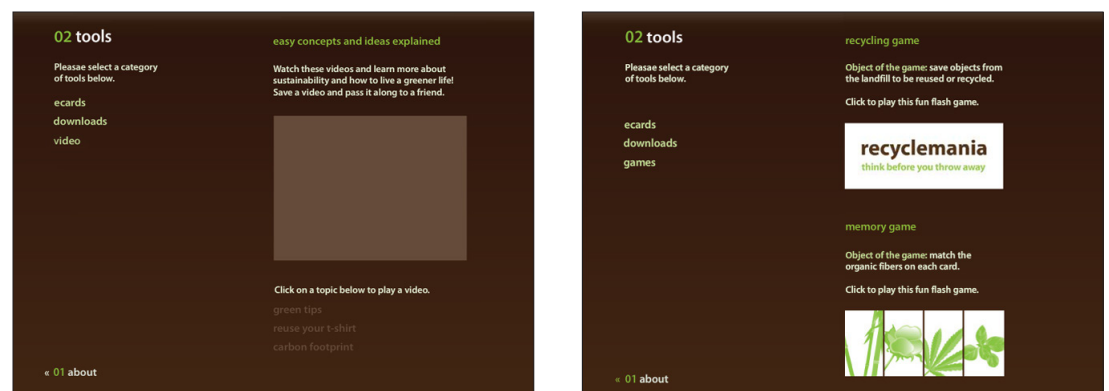 02 tools
Pleasae select a category
of tools below.
ecards
downloads
video
easy concepts and ideas explained
Watch these videos and learn more about
sustainability and how to live a greener life!
Save a video and pass it along to a friend.
Click on a topic below to play a video.
green tips
reuse your t-shirt
carbon footprint
« 01 about
02 tools
Pleasae select a category
of tools below.
ecards
downloads
games
recycling game
Object of the game: save objects from
the landfill to be reused or recycled.
Click to play this fun flash game.
recyclemania
think before you throw away
memory game
Object of the game: match the
organic fibers on each card.
Click to play this fun flash game.
« 01 about